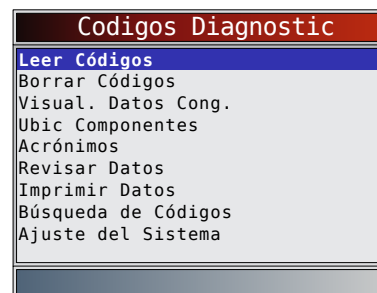 Codigos Diagnostic
Leer Códigos
Borrar Códigos
Visual. Datos Cong.
Ubic Componentes
Acrónimos
Revisar Datos
Imprimir Datos
Búsqueda de Códigos
Ajuste del Sistema